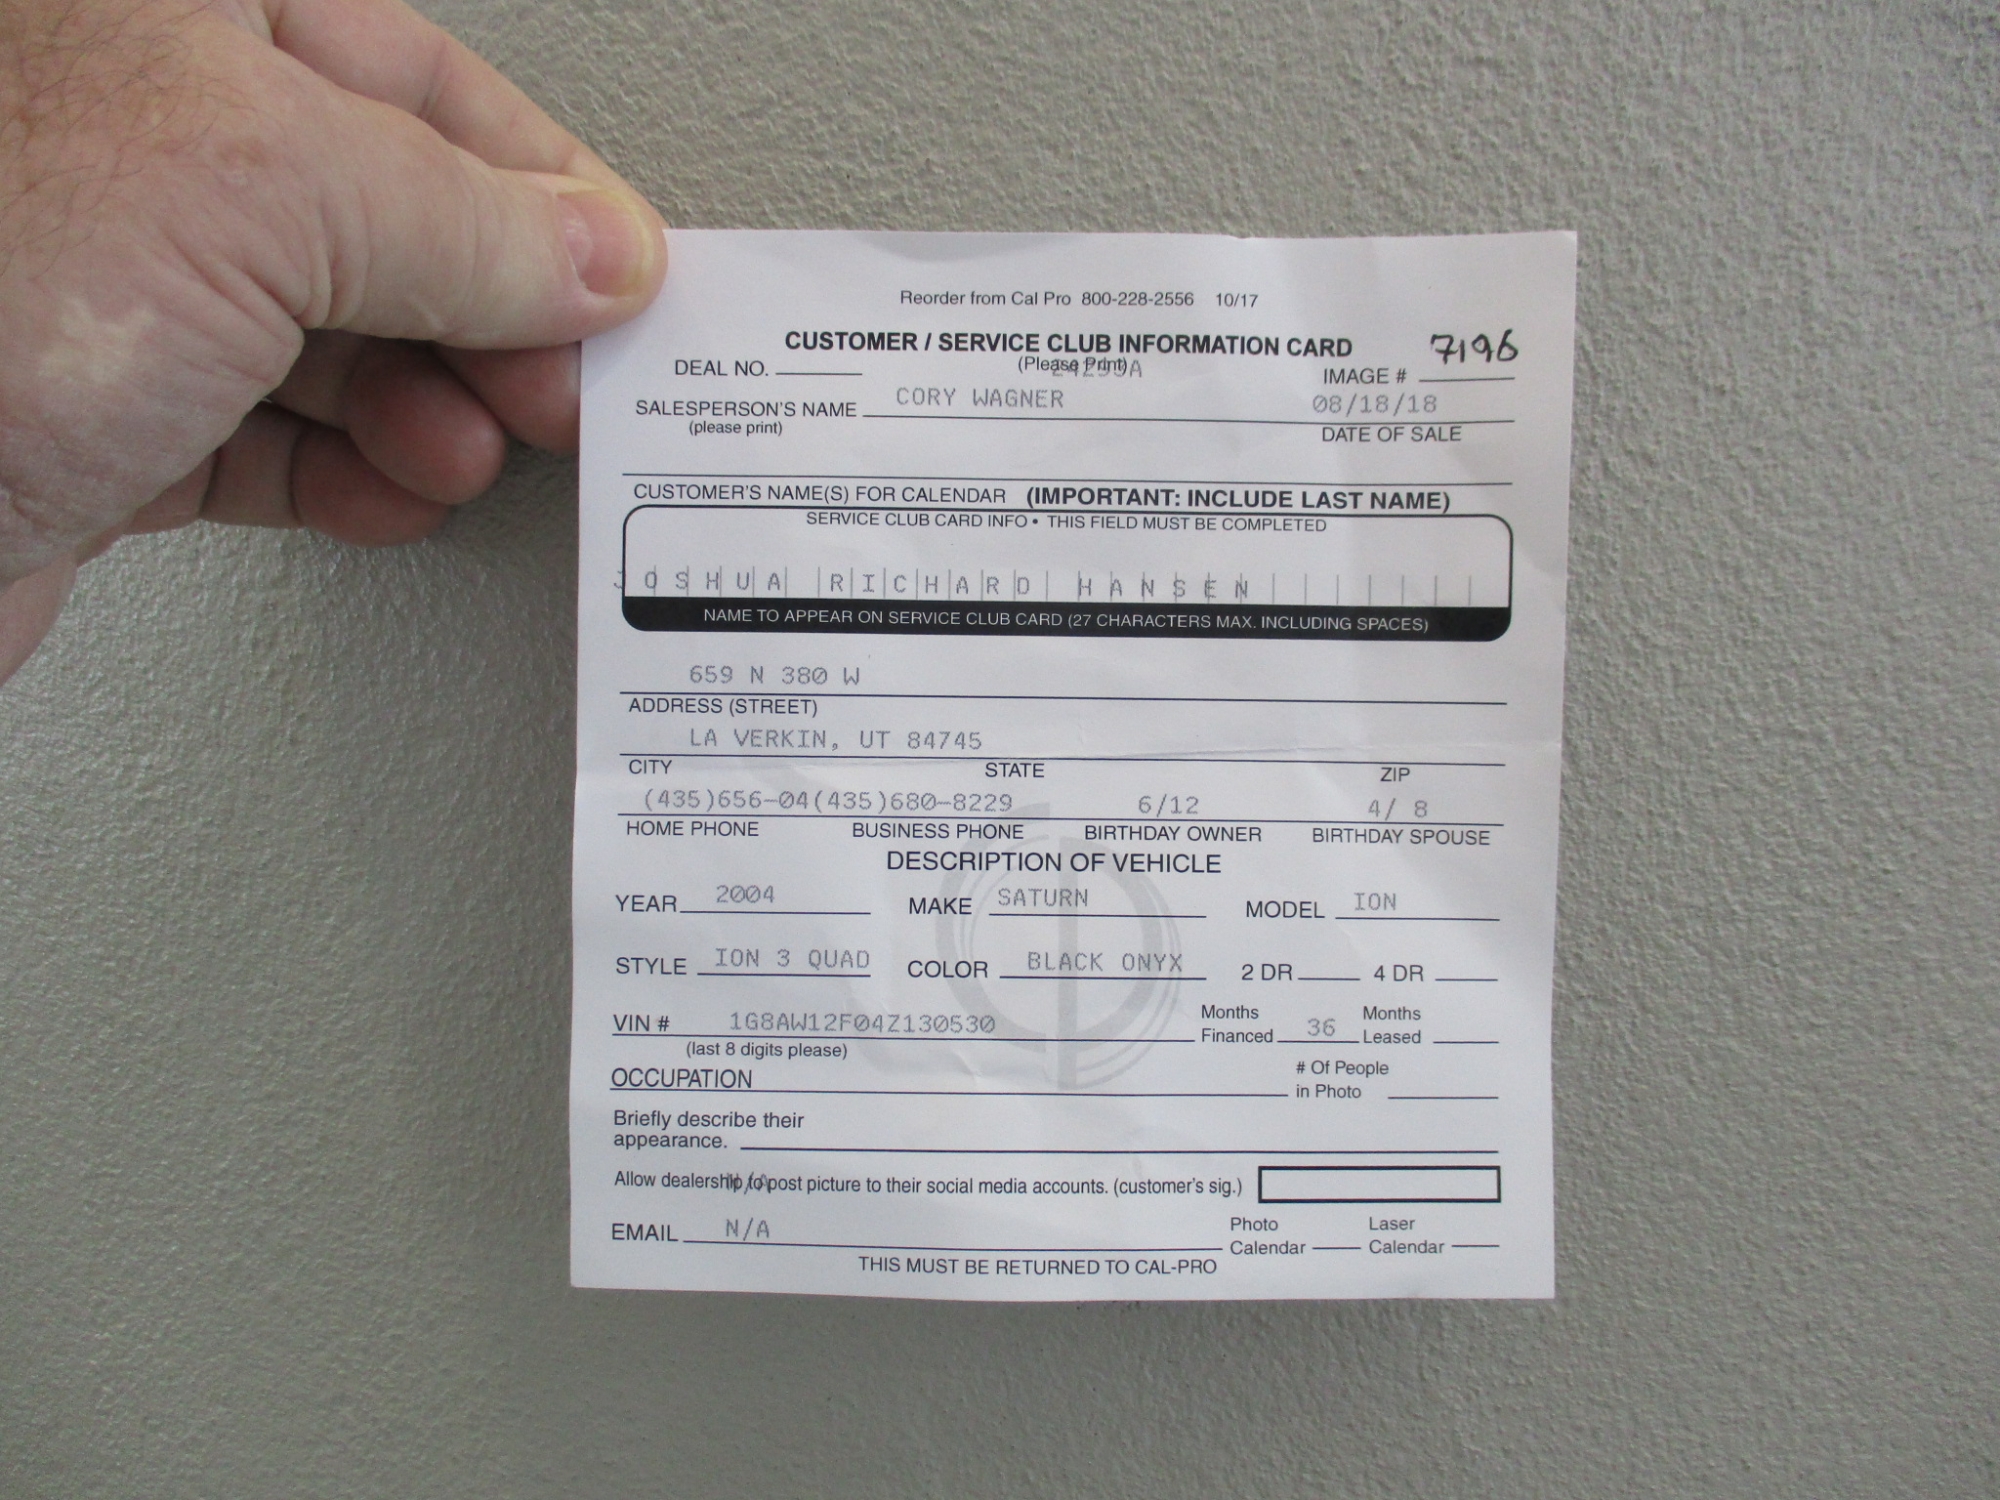 Reorder from Cal Pro 800-228-2556 10/17
CUSTOMER / SERVICE CLUB INFORMATION CARD 7196
DEAL NO. (Please Print) IMAGE #
SALESPERSON'S NAME CORY WAGNER 08/18/18
(please print) DATE OF SALE
CUSTOMER'S NAME(S) FOR CALENDAR (IMPORTANT: INCLUDE LAST NAME)
SERVICE CLUB CARD INFO • THIS FIELD MUST BE COMPLETED
JOSHUA RICHARD HANSEN
NAME TO APPEAR ON SERVICE CLUB CARD (27 CHARACTERS MAX. INCLUDING SPACES)
659 N 380 W
ADDRESS (STREET)
LA VERKIN, UT 84745
CITY STATE ZIP
(435)656-04(435)680-8229 6/12 4/ 8
HOME PHONE BUSINESS PHONE BIRTHDAY OWNER BIRTHDAY SPOUSE
DESCRIPTION OF VEHICLE
YEAR 2004 MAKE SATURN MODEL ION
STYLE ION 3 QUAD COLOR BLACK ONYX 2 DR 4 DR
VIN # 1G8AW12F04Z130530 Months Financed 36 Months Leased
(last 8 digits please)
OCCUPATION # Of People in Photo
Briefly describe their
appearance.
Allow dealership to post picture to their social media accounts. (customer's sig.)
EMAIL N/A Photo Calendar Laser Calendar
THIS MUST BE RETURNED TO CAL-PRO